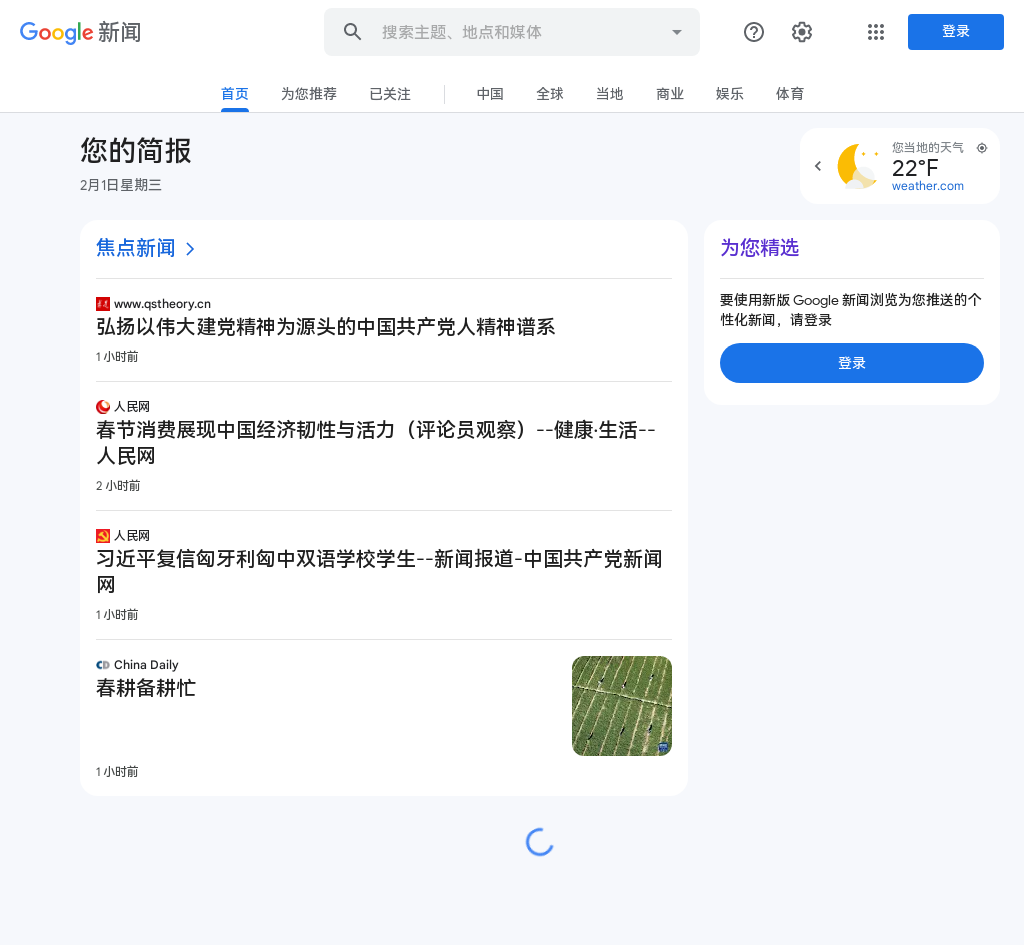 Google 新闻
搜索主题、地点和媒体
登录
首页
为您推荐
已关注
中国
全球
当地
商业
娱乐
体育
您的简报
2月1日星期三
您当地的天气
22°F
weather.com
焦点新闻
www.qstheory.cn
弘扬以伟大建党精神为源头的中国共产党人精神谱系
1 小时前
人民网
春节消费展现中国经济韧性与活力（评论员观察）--健康·生活--
人民网
2 小时前
人民网
习近平复信匈牙利匈中双语学校学生--新闻报道-中国共产党新闻
网
1 小时前
China Daily
春耕备耕忙
1 小时前
为您精选
要使用新版 Google 新闻浏览为您推送的个
性化新闻，请登录
登录